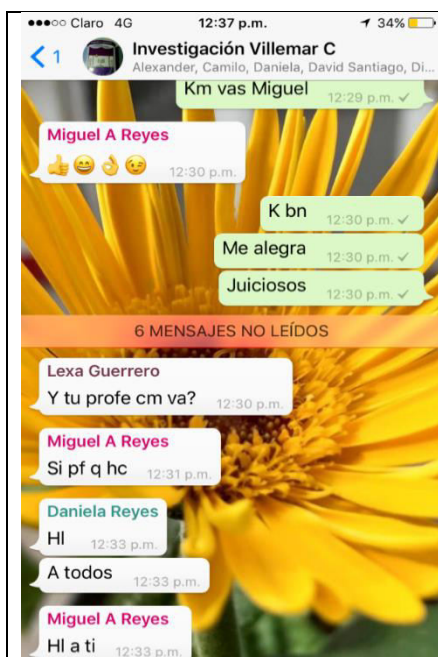 Claro 4G 12:37 p.m. 34%
1 Investigación Villemar C
Alexander, Camilo, Daniela, David Santiago, Di...
Km vas Miguel 12:29 p.m.
Miguel A Reyes
👍😄👌😉 12:30 p.m.
K bn 12:30 p.m.
Me alegra 12:30 p.m.
Juiciosos 12:30 p.m.
6 MENSAJES NO LEÍDOS
Lexa Guerrero
Y tu profe cm va? 12:30 p.m.
Miguel A Reyes
Si pf q hc 12:31 p.m.
Daniela Reyes
Hl 12:33 p.m.
A todos 12:33 p.m.
Miguel A Reyes
Hl a ti 12:33 p.m.